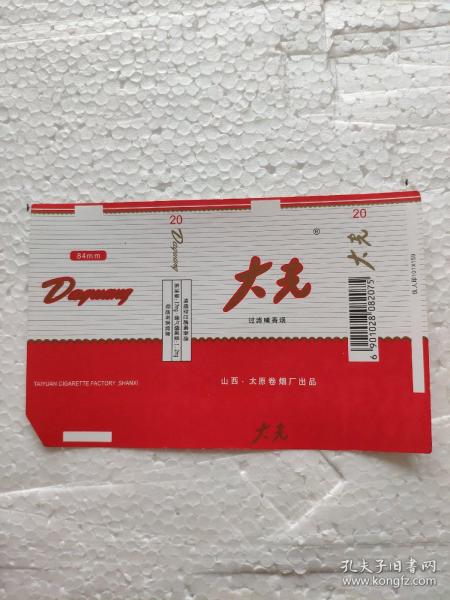 84mm
Daguang
TAIYUAN CIGARETTE FACTORY ,SHANXI
20
Daguang
大光
®
过滤嘴香烟
山西·太原卷烟厂出品
大光
20
大光
6 901028 082075
孔夫子旧书网
www.kongfz.com